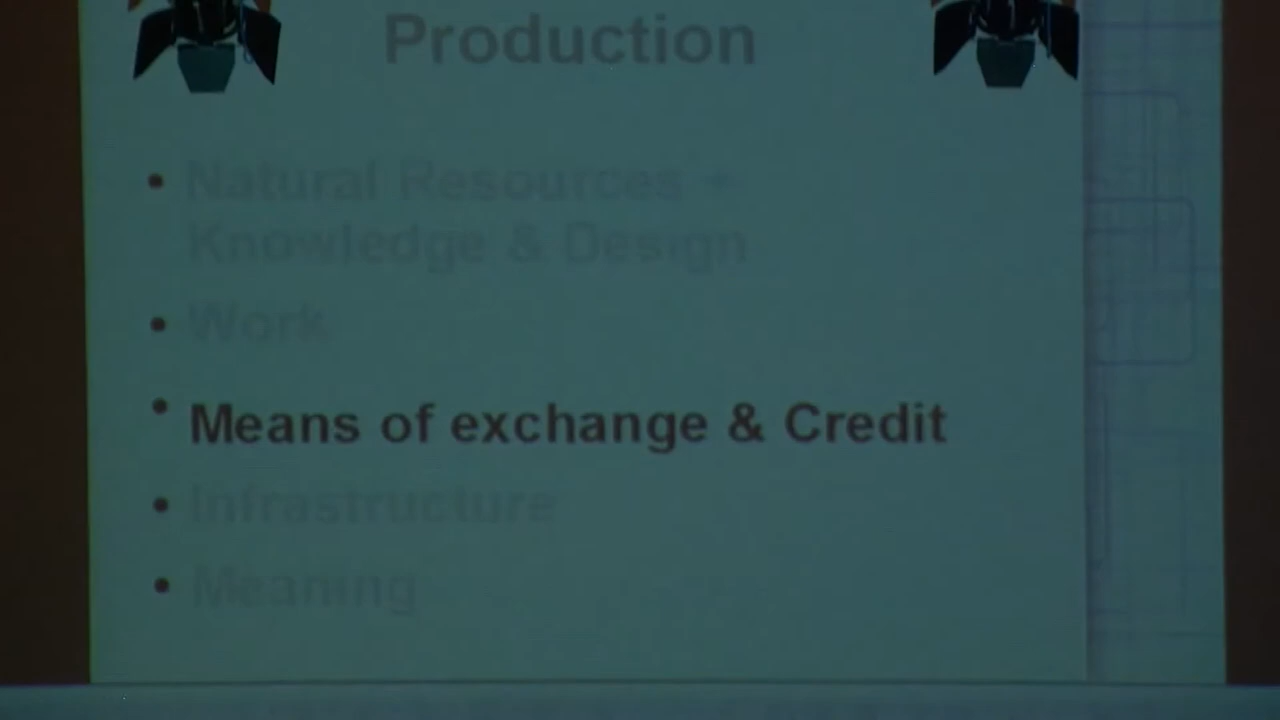 Production
• Natural Resources +
Knowledge & Design
• Work
• Means of exchange & Credit
• Infrastructure
• Meaning